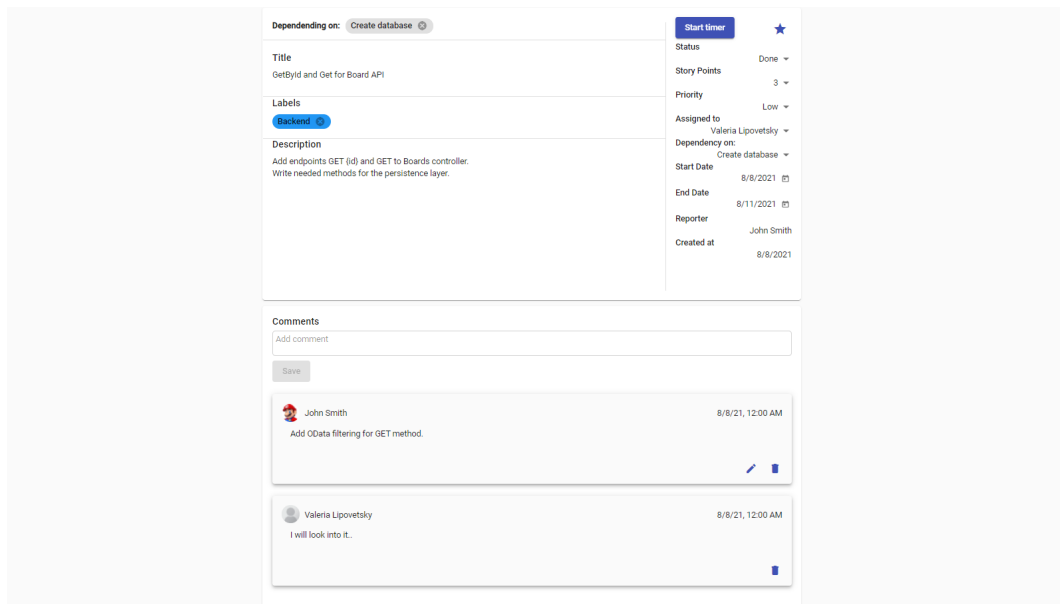 Dependending on: Create database
Title
GetById and Get for Board API
Labels
Backend
Description
Add endpoints GET {id} and GET to Boards controller.
Write needed methods for the persistence layer.
Start timer
Status
Done
Story Points
3
Priority
Low
Assigned to
Valeria Lipovetsky
Dependency on:
Create database
Start Date
8/8/2021
End Date
8/11/2021
Reporter
John Smith
Created at
8/8/2021
Comments
Add comment
Save
John Smith 8/8/21, 12:00 AM
Add OData filtering for GET method.
Valeria Lipovetsky 8/8/21, 12:00 AM
I will look into it..